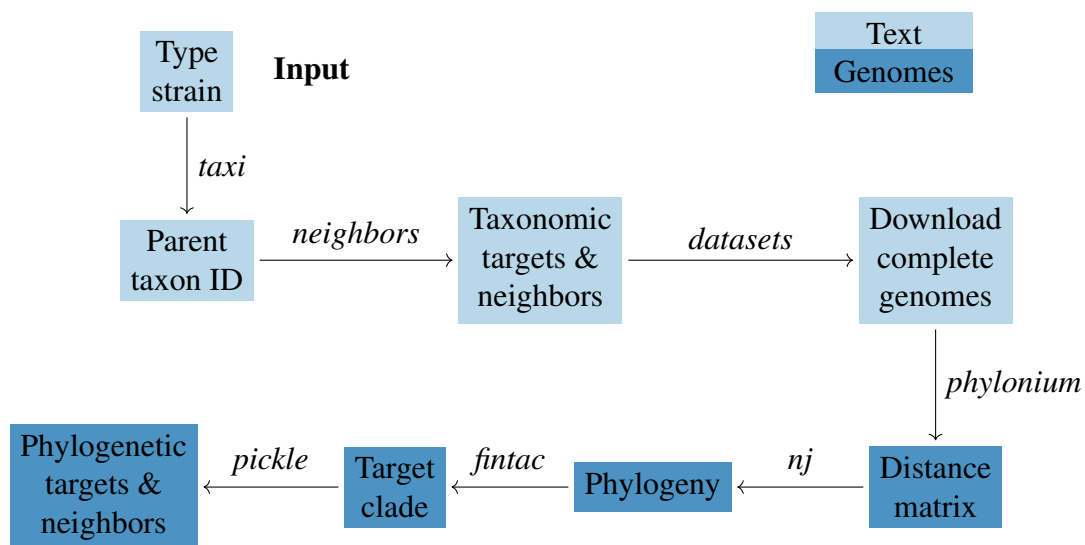 Type
strain
Input
Text
Genomes
taxi
Parent
taxon ID
neighbors
Taxonomic
targets &
neighbors
datasets
Download
complete
genomes
phylonium
Phylogenetic
targets &
neighbors
pickle
Target
clade
fintac
Phylogeny
nj
Distance
matrix